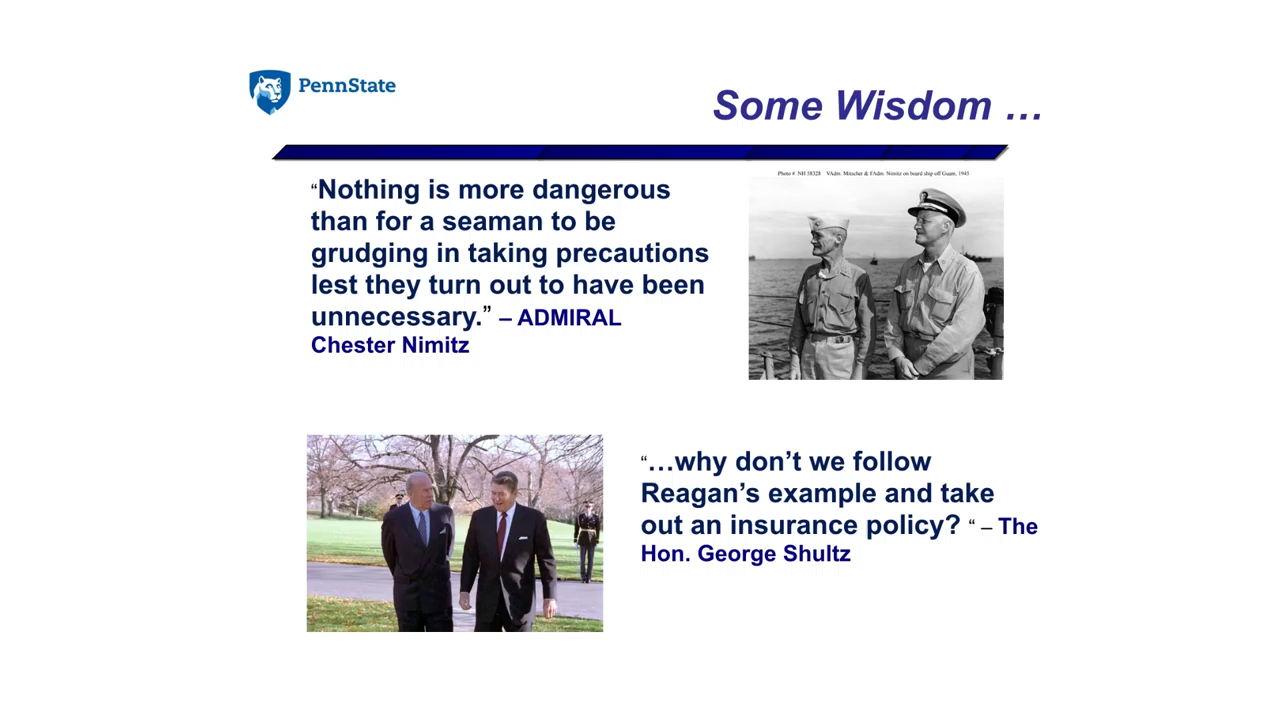 PennState
Some Wisdom …
Photo # NH 58328 VAdm. Mitscher & FAdm. Nimitz on board ship off Guam, 1945
“Nothing is more dangerous
than for a seaman to be
grudging in taking precautions
lest they turn out to have been
unnecessary.” – ADMIRAL
Chester Nimitz
“…why don’t we follow
Reagan’s example and take
out an insurance policy? “ – The
Hon. George Shultz